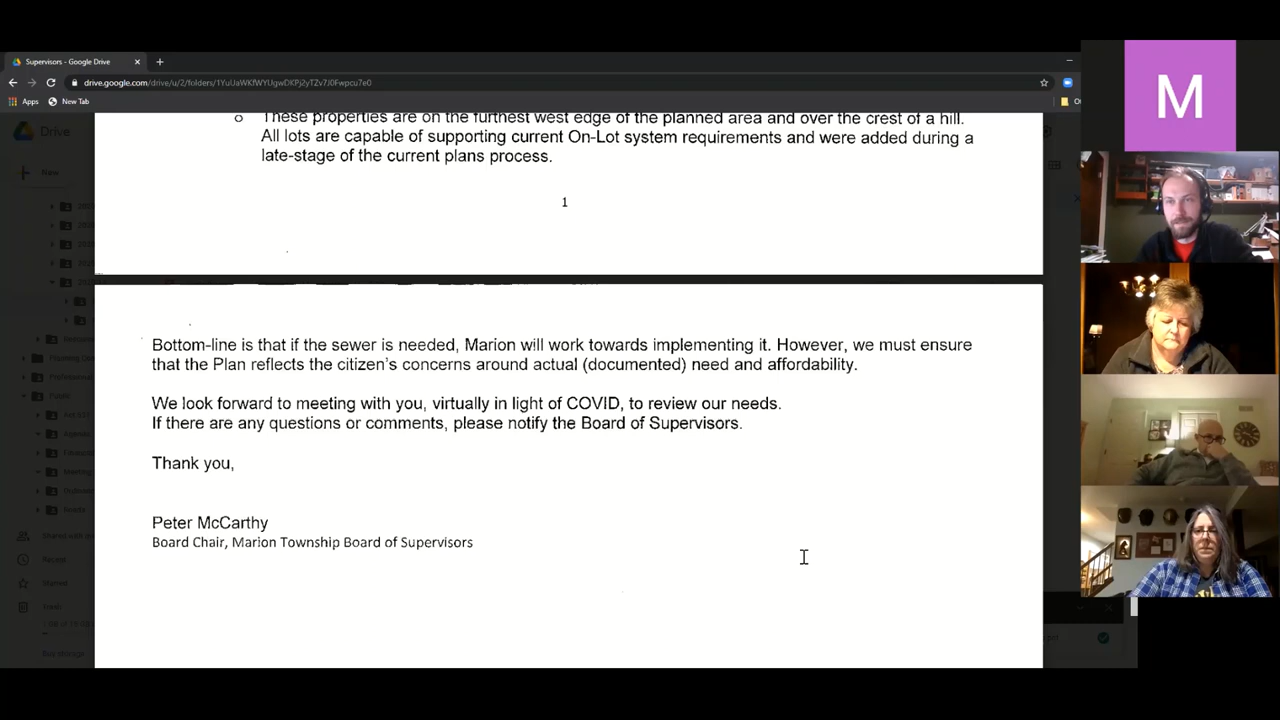 Supervisors - Google Drive
drive.google.com/drive/u/2/folders/1YuUaWKfWYUgwDKPj2yTZv7J0Fwpcu7e0
Apps
New Tab
Drive
New
These properties are on the furthest west edge of the planned area and over the crest of a hill.
All lots are capable of supporting current On-Lot system requirements and were added during a
late-stage of the current plans process.
1
Bottom-line is that if the sewer is needed, Marion will work towards implementing it. However, we must ensure
that the Plan reflects the citizen's concerns around actual (documented) need and affordability.
We look forward to meeting with you, virtually in light of COVID, to review our needs.
If there are any questions or comments, please notify the Board of Supervisors.
Thank you,
Peter McCarthy
Board Chair, Marion Township Board of Supervisors
Shared with
Recent
Starred
Trash
M